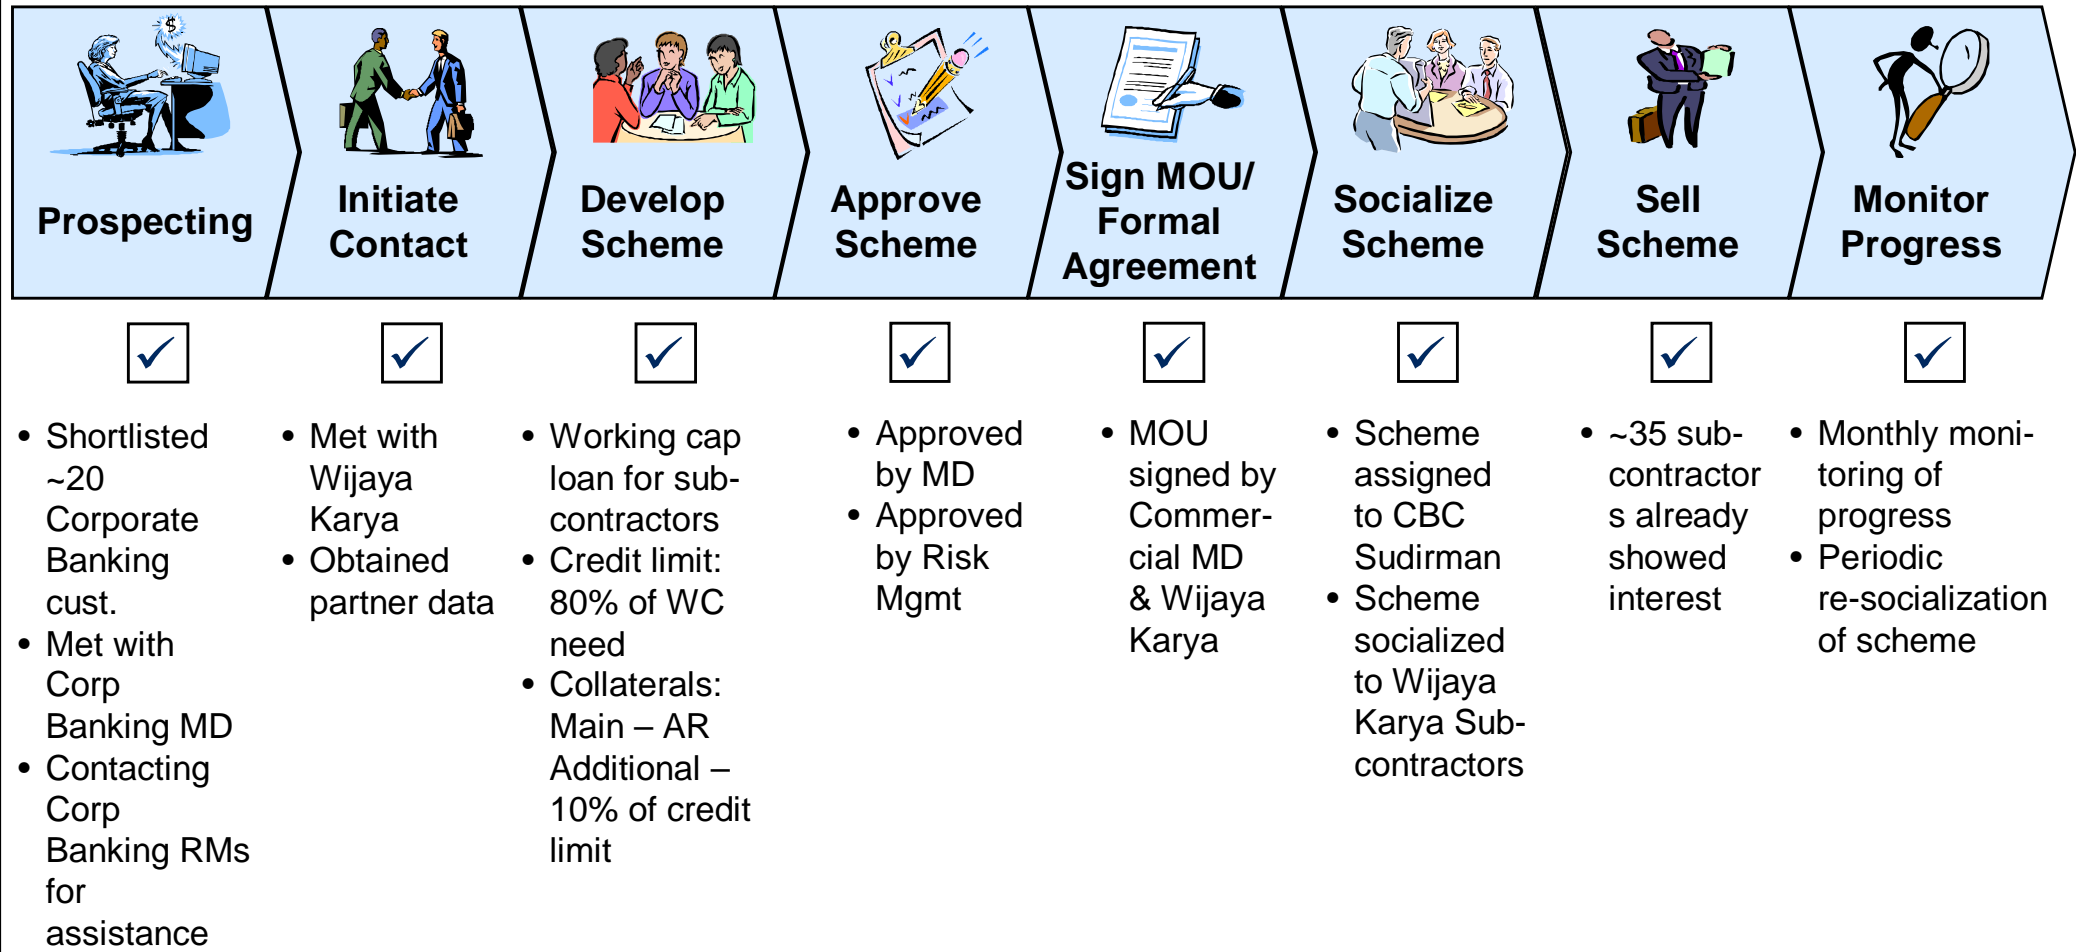 $
Prospecting
Initiate
Contact
Develop
Scheme
Approve
Scheme
Sign MOU/
Formal
Agreement
Socialize
Scheme
Sell
Scheme
Monitor
Progress
• Shortlisted
~20
Corporate
Banking
cust.
• Met with
Corp
Banking MD
• Contacting
Corp
Banking RMs
for
assistance
• Met with
Wijaya
Karya
• Obtained
partner data
• Working cap
loan for sub-
contractors
• Credit limit:
80% of WC
need
• Collaterals:
Main – AR
Additional –
10% of credit
limit
• Approved
by MD
• Approved
by Risk
Mgmt
• MOU
signed by
Commer-
cial MD
& Wijaya
Karya
• Scheme
assigned
to CBC
Sudirman
• Scheme
socialized
to Wijaya
Karya Sub-
contractors
• ~35 sub-
contractor
s already
showed
interest
• Monthly moni-
toring of
progress
• Periodic
re-socialization
of scheme